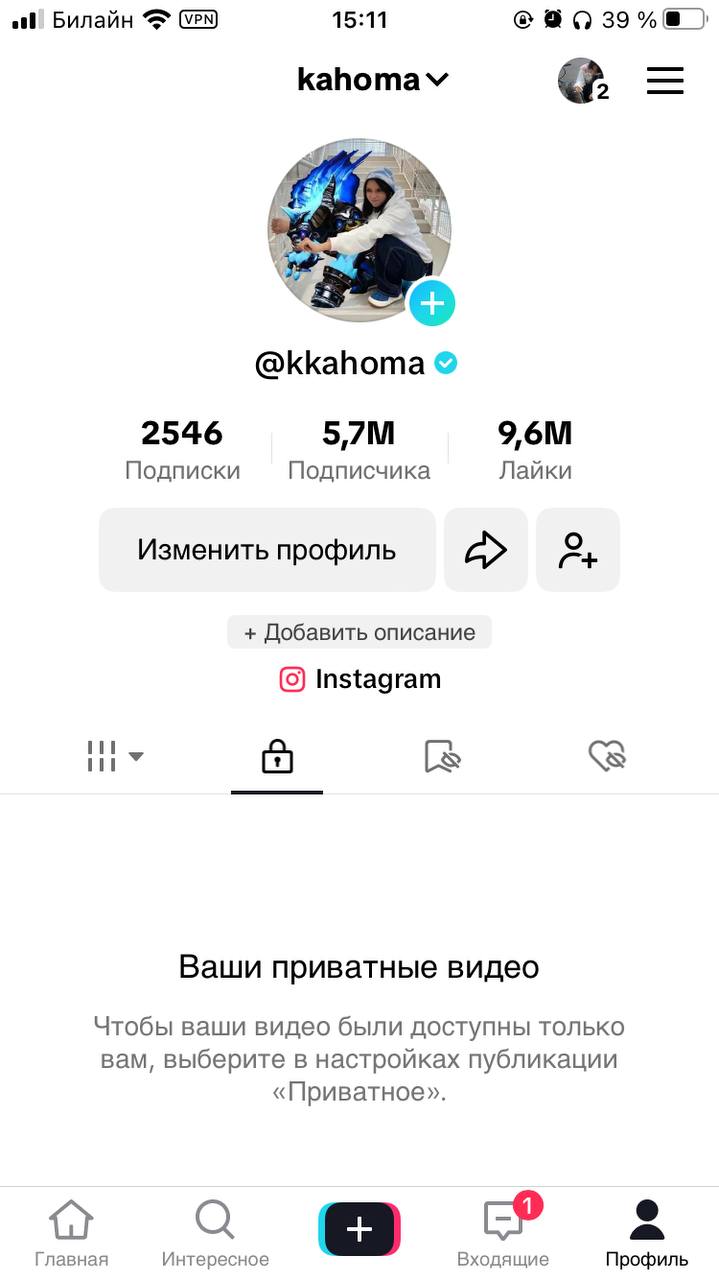 Билайн VPN 15:11 39 %
kahoma
2
@kkahoma
2546 5,7M 9,6M
Подписки Подписчика Лайки
Изменить профиль
+ Добавить описание
Instagram
Ваши приватные видео
Чтобы ваши видео были доступны только
вам, выберите в настройках публикации
«Приватное».
1
Главная Интересное Входящие Профиль